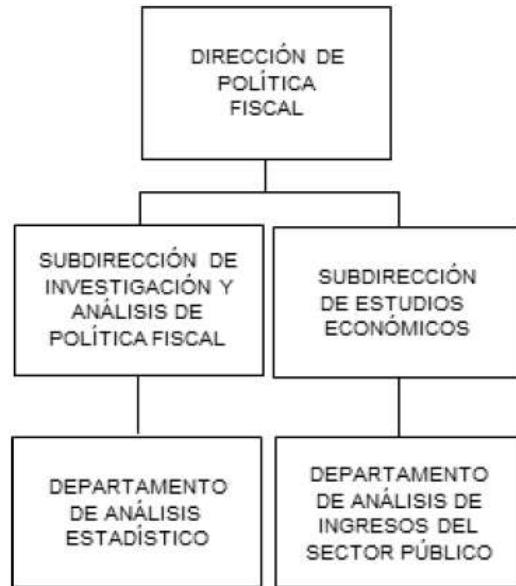 DIRECCIÓN DE
POLÍTICA
FISCAL
SUBDIRECCIÓN DE
INVESTIGACIÓN Y
ANÁLISIS DE
POLÍTICA FISCAL
SUBDIRECCIÓN
DE ESTUDIOS
ECONÓMICOS
DEPARTAMENTO
DE ANÁLISIS
ESTADÍSTICO
DEPARTAMENTO
DE ANÁLISIS DE
INGRESOS DEL
SECTOR PÚBLICO